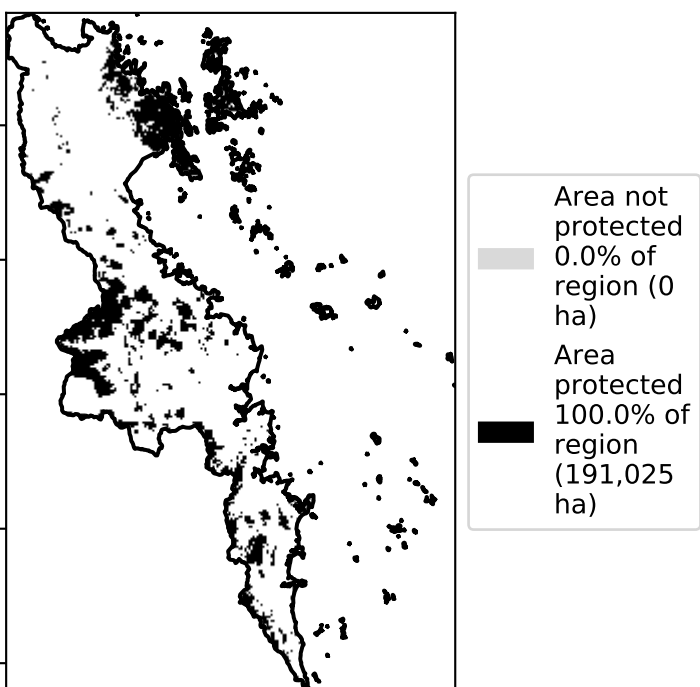 Area not
protected
0.0% of
region (0
ha)
Area
protected
100.0% of
region
(191,025
ha)